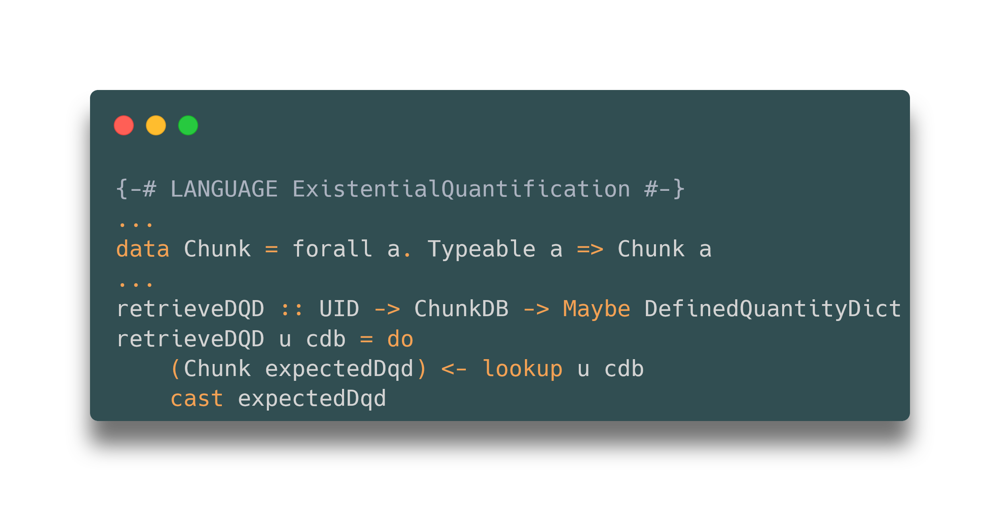 {-# LANGUAGE ExistentialQuantification #-}
...
data Chunk = forall a. Typeable a => Chunk a
...
retrieveDQD :: UID -> ChunkDB -> Maybe DefinedQuantityDict
retrieveDQD u cdb = do
    (Chunk expectedDqd) <- lookup u cdb
    cast expectedDqd